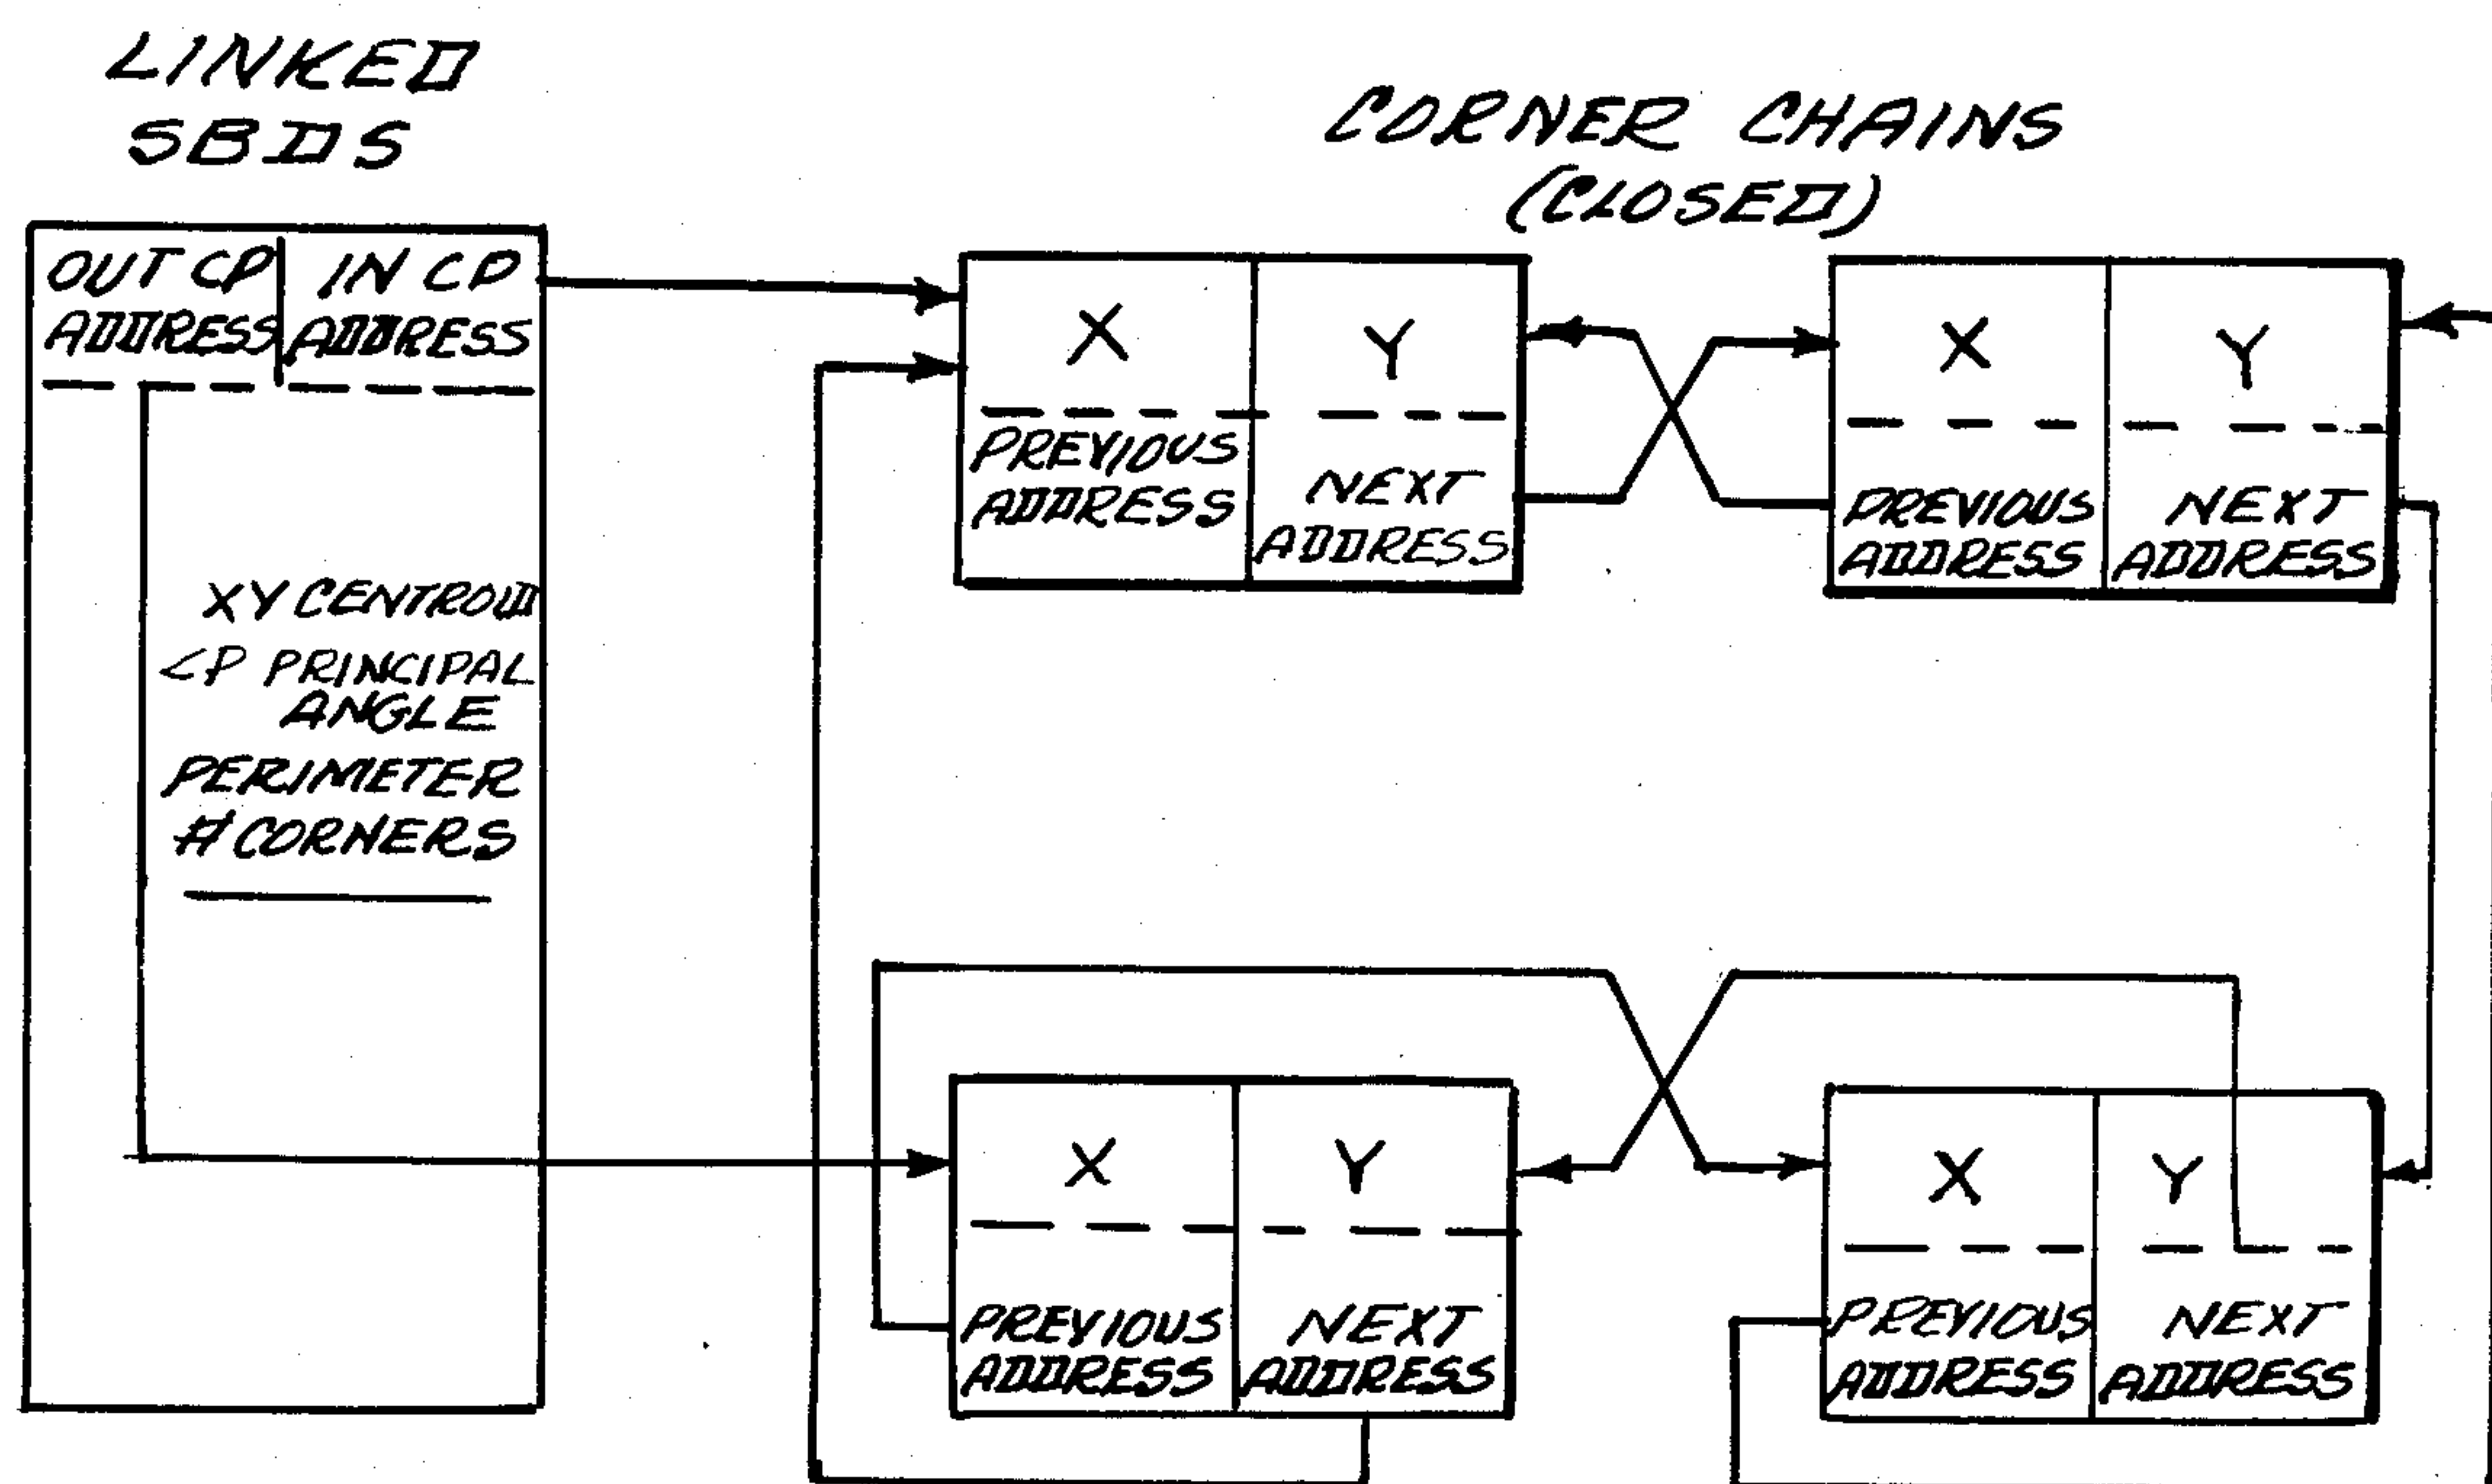 LINKED
SBDS
CORNER CHAINS
(CLOSED)
OUT CP
ADDRESS
IN CP
ADDRESS
XY CENTROID
<P PRINCIPAL
ANGLE
PERIMETER
# CORNERS
X
Y
PREVIOUS
ADDRESS
NEXT
ADDRESS
X
Y
PREVIOUS
ADDRESS
NEXT
ADDRESS
X
Y
PREVIOUS
ADDRESS
NEXT
ADDRESS
X
Y
PREVIOUS
ADDRESS
NEXT
ADDRESS